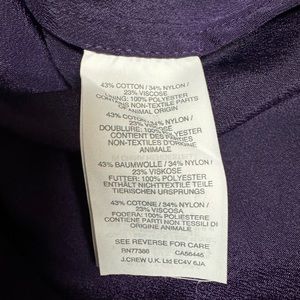 43% COTTON / 34% NYLON /
23% VISCOSE
LINING: 100% POLYESTER
CONTAINS NON-TEXTILE PARTS
OF ANIMAL ORIGIN
43% COTON / 34% NYLON /
23% VISCOSE
DOUBLURE: 100% POLYESTER
CONTIENT DES PARTIES
NON-TEXTILES D'ORIGINE
ANIMALE
43% BAUMWOLLE / 34% NYLON /
23% VISKOSE
FUTTER: 100% POLYESTER
ENTHÄLT NICHTTEXTILE TEILE
TIERISCHEN URSPRUNGS
43% COTONE / 34% NYLON /
23% VISCOSA
FODERA: 100% POLIESTERE
CONTIENE PARTI NON TESSILI DI
ORIGINE ANIMALE
SEE REVERSE FOR CARE
RN77388 CA56445
J.CREW U.K. Ltd EC4V 6JA